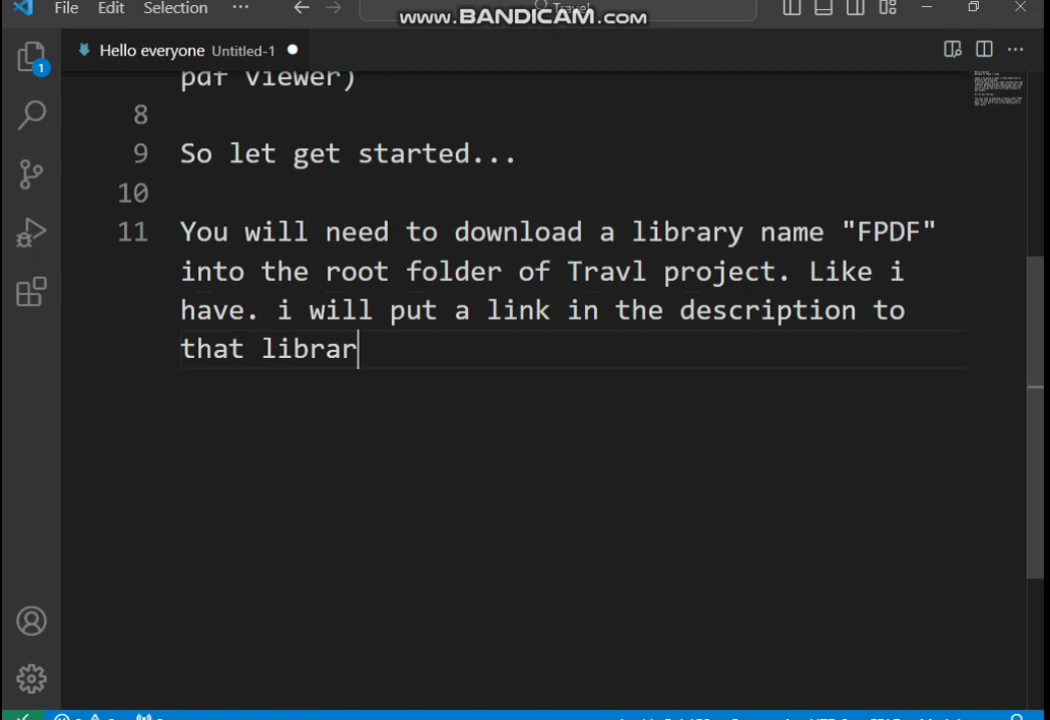 File Edit Selection ··· Travel
www.BANDICAM.com
Hello everyone Untitled-1
1
pdf viewer)
8
9 So let get started...
10
11 You will need to download a library name "FPDF"
into the root folder of Travl project. Like i
have. i will put a link in the description to
that librar